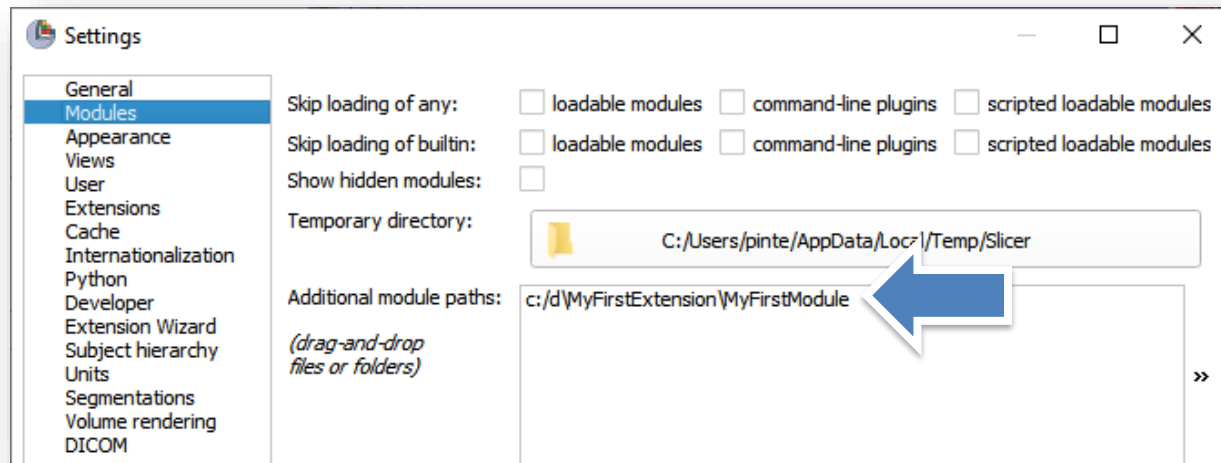 Settings
General
Modules
Appearance
Views
User
Extensions
Cache
Internationalization
Python
Developer
Extension Wizard
Subject hierarchy
Units
Segmentations
Volume rendering
DICOM
Skip loading of any: loadable modules command-line plugins scripted loadable modules
Skip loading of builtin: loadable modules command-line plugins scripted loadable modules
Show hidden modules:
Temporary directory: C:/Users/pinte/AppData/Local/Temp/Slicer
Additional module paths: c:/d\MyFirstExtension\MyFirstModule
(drag-and-drop
files or folders)
»